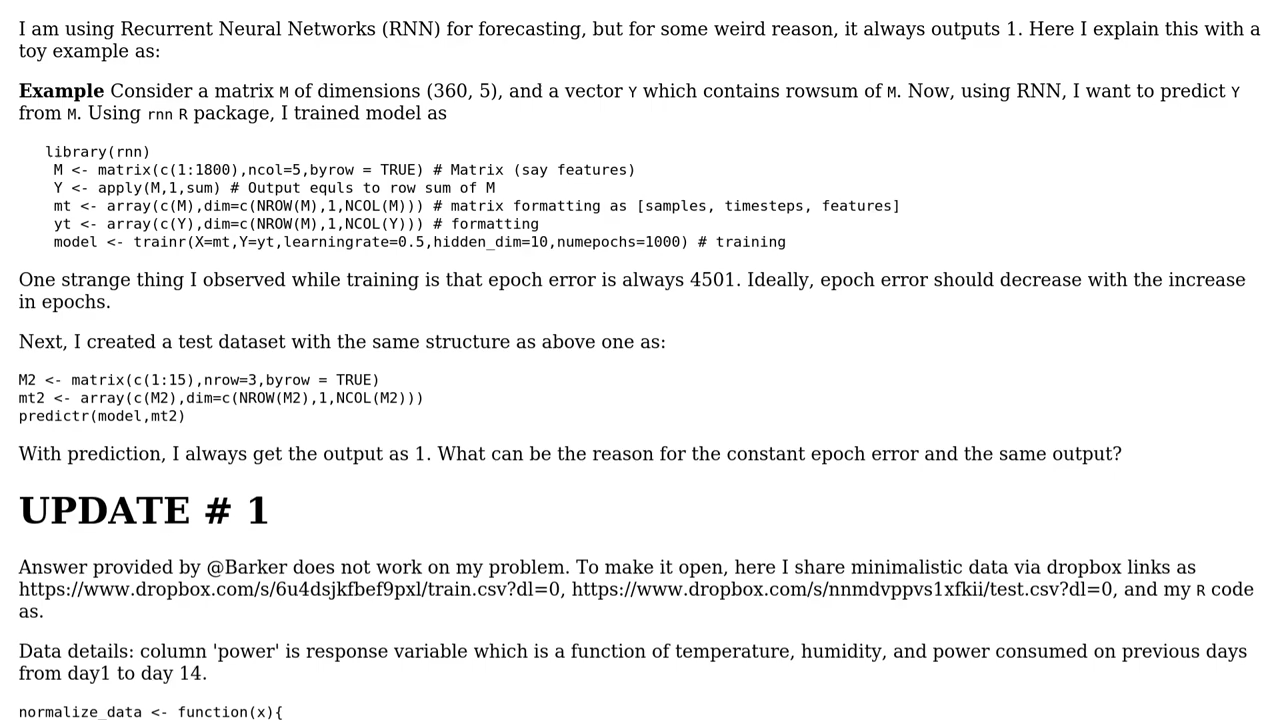 I am using Recurrent Neural Networks (RNN) for forecasting, but for some weird reason, it always outputs 1. Here I explain this with a
toy example as:
Example Consider a matrix M of dimensions (360, 5), and a vector Y which contains rowsum of M. Now, using RNN, I want to predict Y
from M. Using rnn R package, I trained model as
library(rnn)
M <- matrix(c(1:1800),ncol=5,byrow = TRUE) # Matrix (say features)
Y <- apply(M,1,sum) # Output equls to row sum of M
mt <- array(c(M),dim=c(NROW(M),1,NCOL(M))) # matrix formatting as [samples, timesteps, features]
yt <- array(c(Y),dim=c(NROW(M),1,NCOL(Y))) # formatting
model <- trainr(X=mt,Y=yt,learningrate=0.5,hidden_dim=10,numepochs=1000) # training
One strange thing I observed while training is that epoch error is always 4501. Ideally, epoch error should decrease with the increase
in epochs.
Next, I created a test dataset with the same structure as above one as:
M2 <- matrix(c(1:15),nrow=3,byrow = TRUE)
mt2 <- array(c(M2),dim=c(NROW(M2),1,NCOL(M2)))
predictr(model,mt2)
With prediction, I always get the output as 1. What can be the reason for the constant epoch error and the same output?
UPDATE # 1
Answer provided by @Barker does not work on my problem. To make it open, here I share minimalistic data via dropbox links as
https://www.dropbox.com/s/6u4dsjkfbef9pxl/train.csv?dl=0, https://www.dropbox.com/s/nnmdvppvs1xfkii/test.csv?dl=0, and my R code
as.
Data details: column 'power' is response variable which is a function of temperature, humidity, and power consumed on previous days
from day1 to day 14.
normalize_data <- function(x){